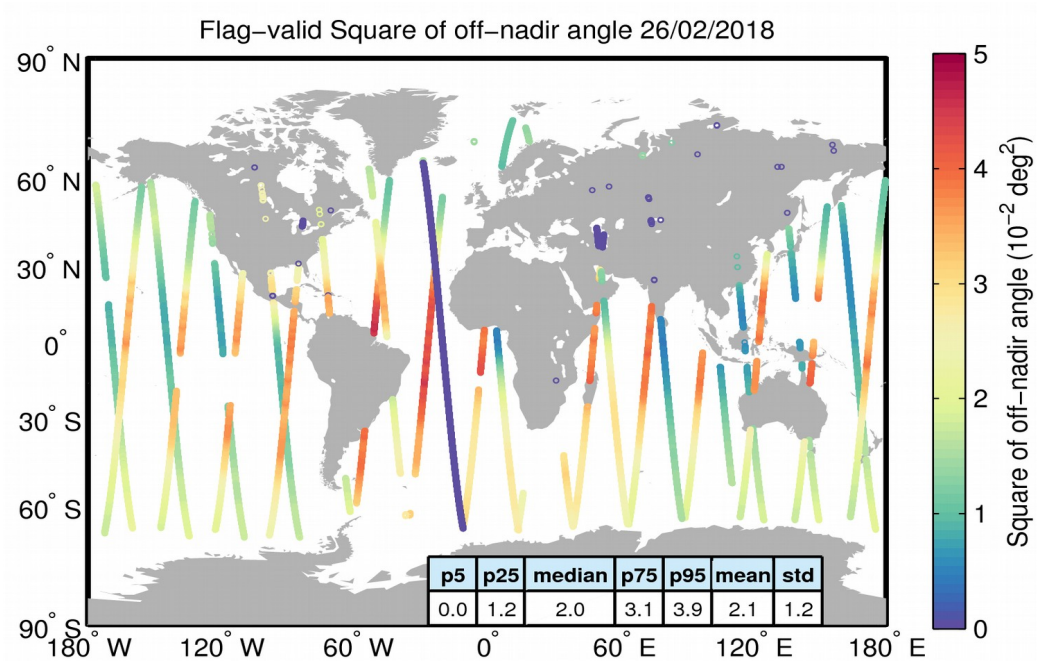 Flag−valid Square of off−nadir angle 26/02/2018
90° N
60° N
30° N
0°
30° S
60° S
90° S
180° W
120° W
60° W
0°
60° E
120° E
180° E
p5 p25 median p75 p95 mean std
0.0 1.2 2.0 3.1 3.9 2.1 1.2
5
4
3
2
1
0
Square of off−nadir angle (10⁻² deg²)